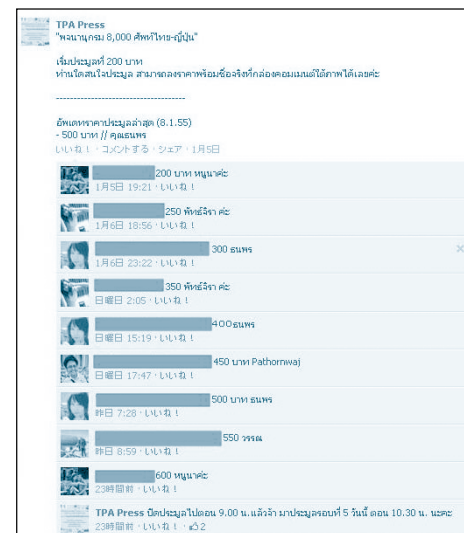 TPA Press
"พจนานุกรม 8,000 ศัพท์ไทย-ญี่ปุ่น"
เริ่มประมูลที่ 200 บาท
ท่านใดสนใจประมูล สามารถลงราคาพร้อมชื่อจริงที่กล่องคอมเมนต์ใต้ภาพได้เลยค่ะ
------------------------------------
อัพเดทราคาประมูลล่าสุด (8.1.55)
- 500 บาท // คุณธนพร
いいね！ · コメントする · シェア · 1月5日
200 บาท หนูนาค่ะ
1月5日 19:21 · いいね！
250 พัทธ์จิรา ค่ะ
1月6日 18:56 · いいね！
300 ธนพร
1月6日 23:22 · いいね！
350 พัทธ์จิรา ค่ะ
日曜日 2:05 · いいね！
400ธนพร
日曜日 15:19 · いいね！
450 บาท Pathornwaj
日曜日 17:47 · いいね！
500 บาท ธนพร
昨日 7:28 · いいね！
550 วรรณ
昨日 8:59 · いいね！
600 หนูนาค่ะ
23時間前 · いいね！
TPA Press ปิดประมูลไปตอน 9.00 น.แล้วจ้า มาประมูลรอบที่ 5 วันนี้ ตอน 10.30 น. นะคะ
23時間前 · いいね！ · 2